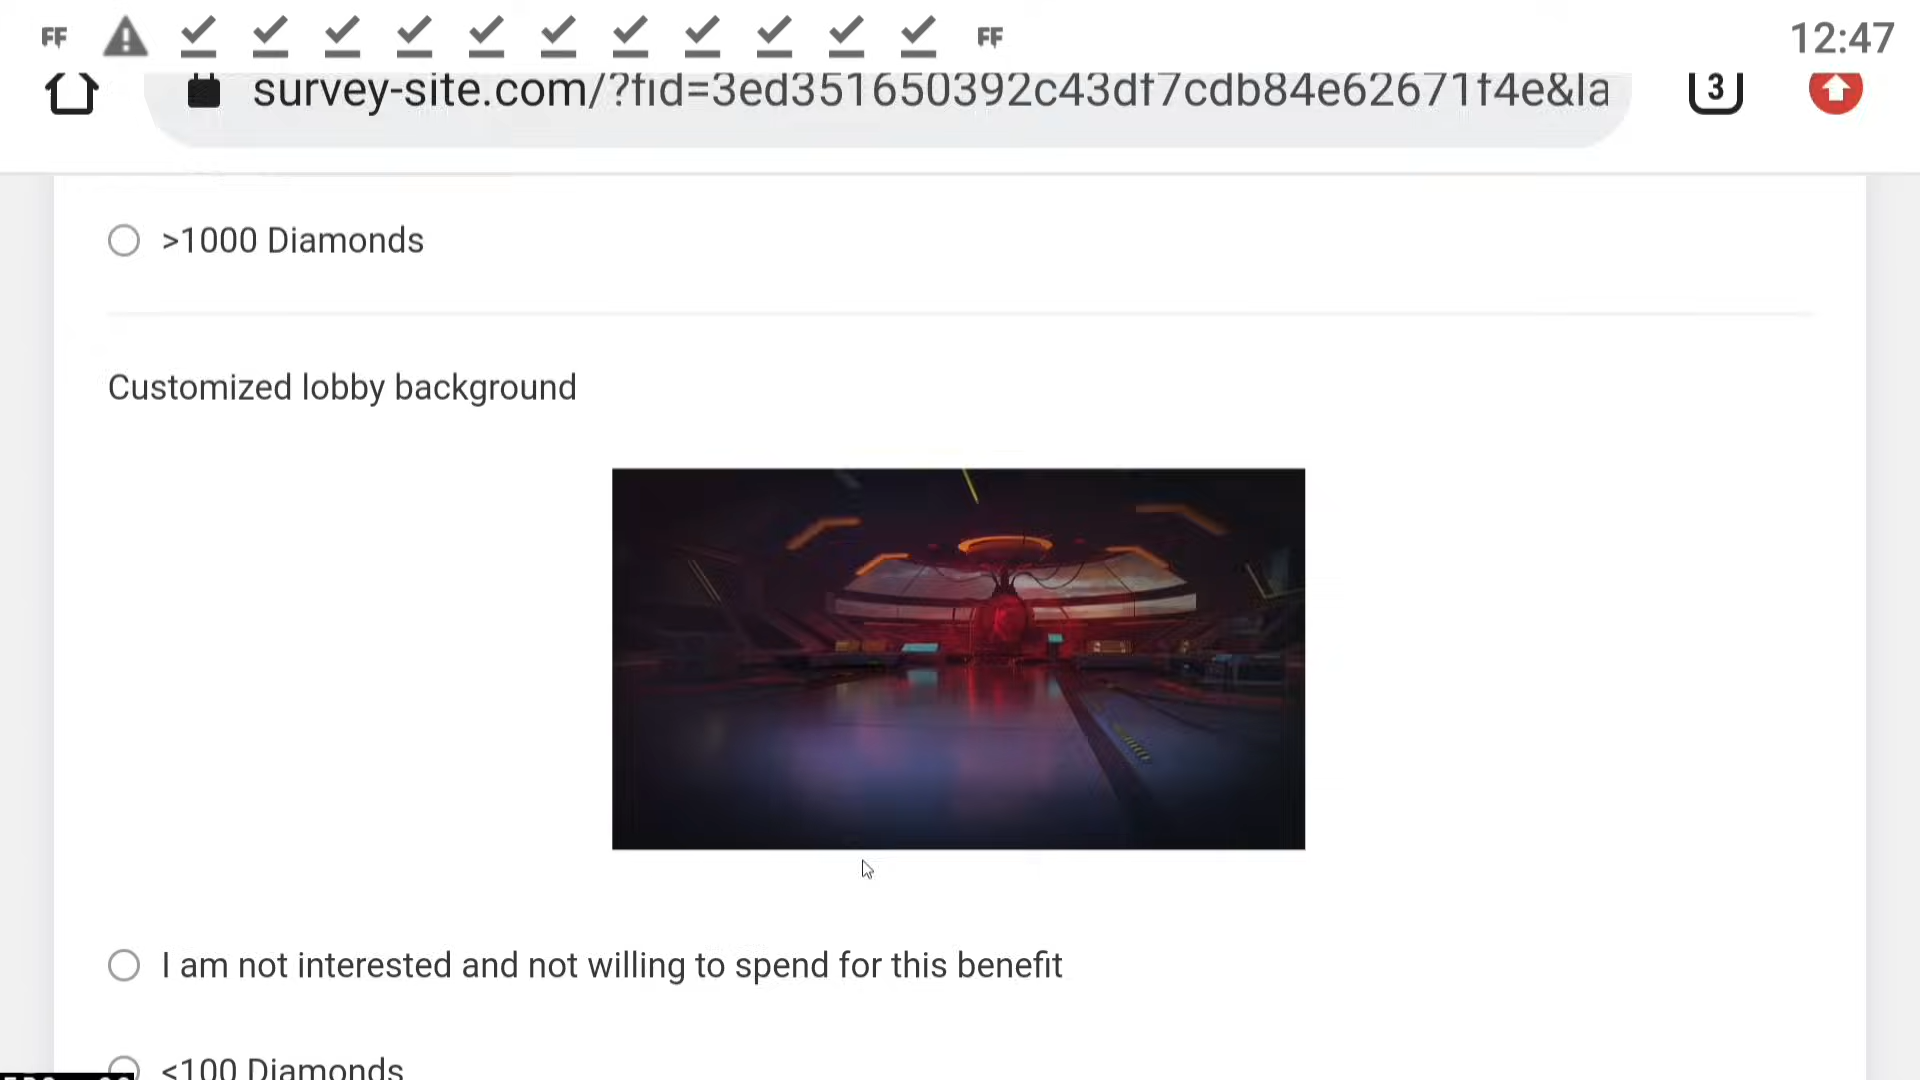 FF FF 12:47
survey-site.com/?fid=3ed351650392c43df7cdb84e62671f4e&la 3
>1000 Diamonds
Customized lobby background
I am not interested and not willing to spend for this benefit
<100 Diamonds